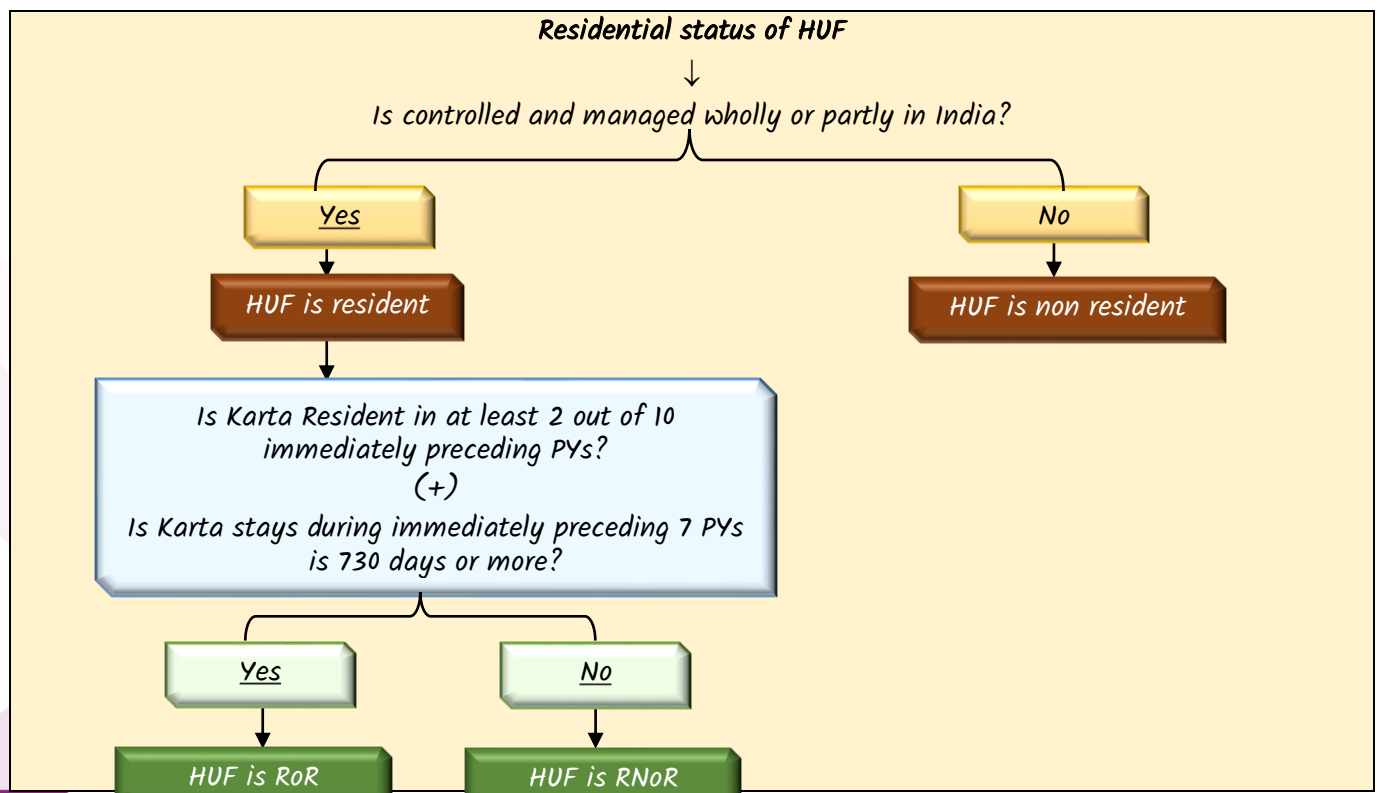 Residential status of HUF
↓
Is controlled and managed wholly or partly in India?
Yes
No
HUF is resident
HUF is non resident
Is Karta Resident in at least 2 out of 10
immediately preceding PYs?
(+)
Is Karta stays during immediately preceding 7 PYs
is 730 days or more?
Yes
No
HUF is RoR
HUF is RNoR